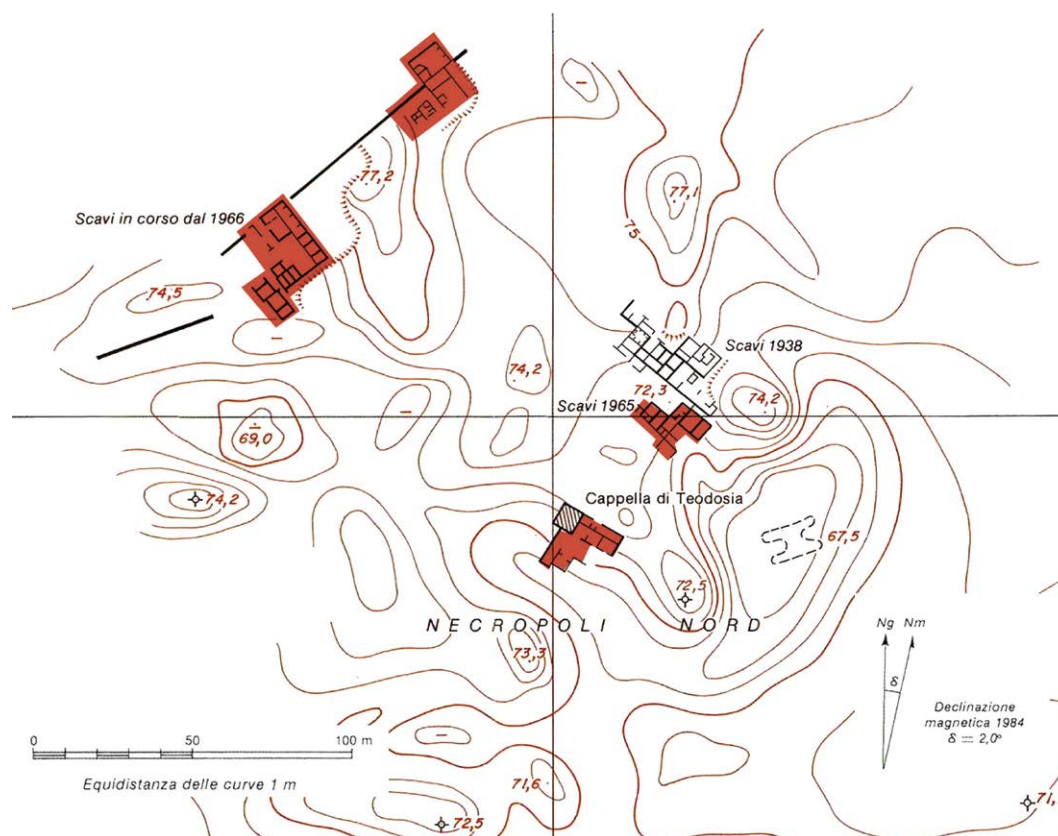 77,2
77,1
Scavi in corso dal 1966
75
74,5
Scavi 1938
74,2
72,3
74,2
Scavi 1965
69,0
74,2
Cappella di Teodosia
67,5
72,5
NECROPOLI NORD
Ng Nm
73,3
δ
Declinazione
magnetica 1984
δ = 2,0°
0 50 100 m
Equidistanza delle curve 1 m
71,6
71,
72,5